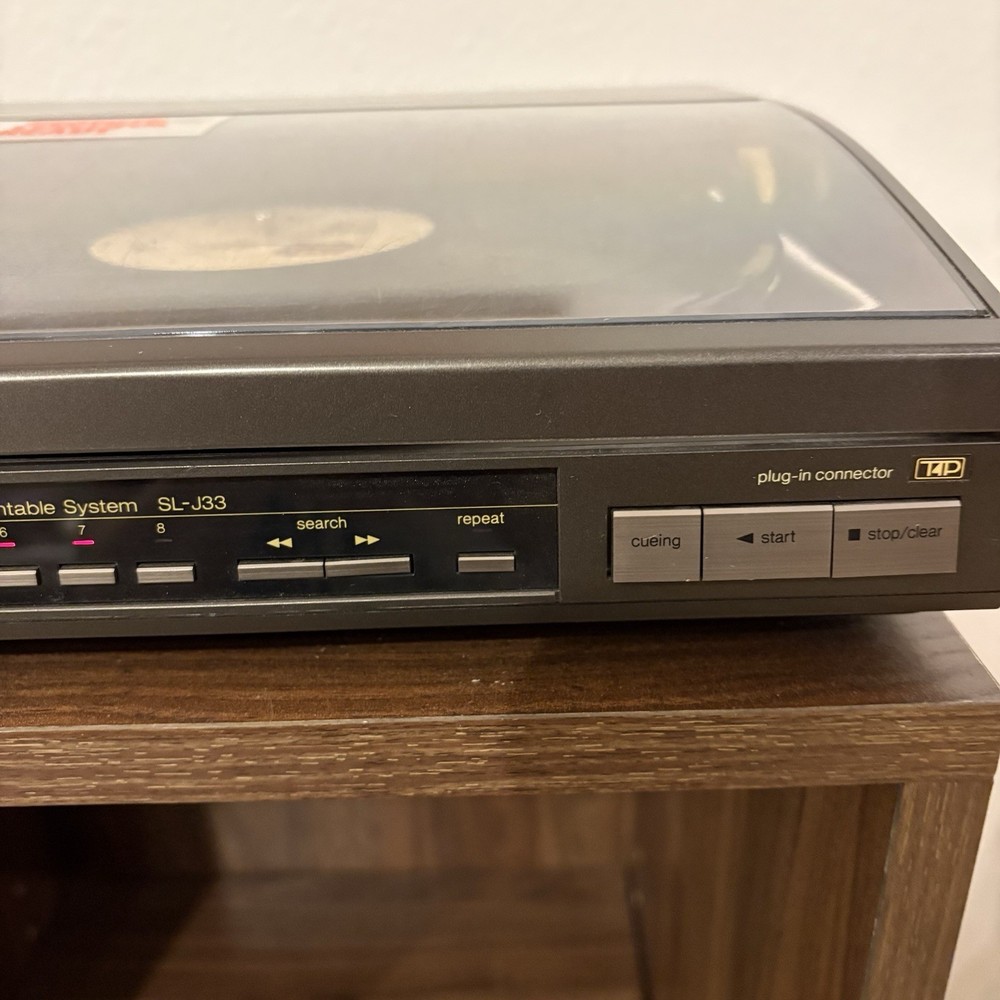 ntable System SL-J33
6 7 8
search
repeat
plug-in connector T4P
cueing
◀ start
■ stop/clear